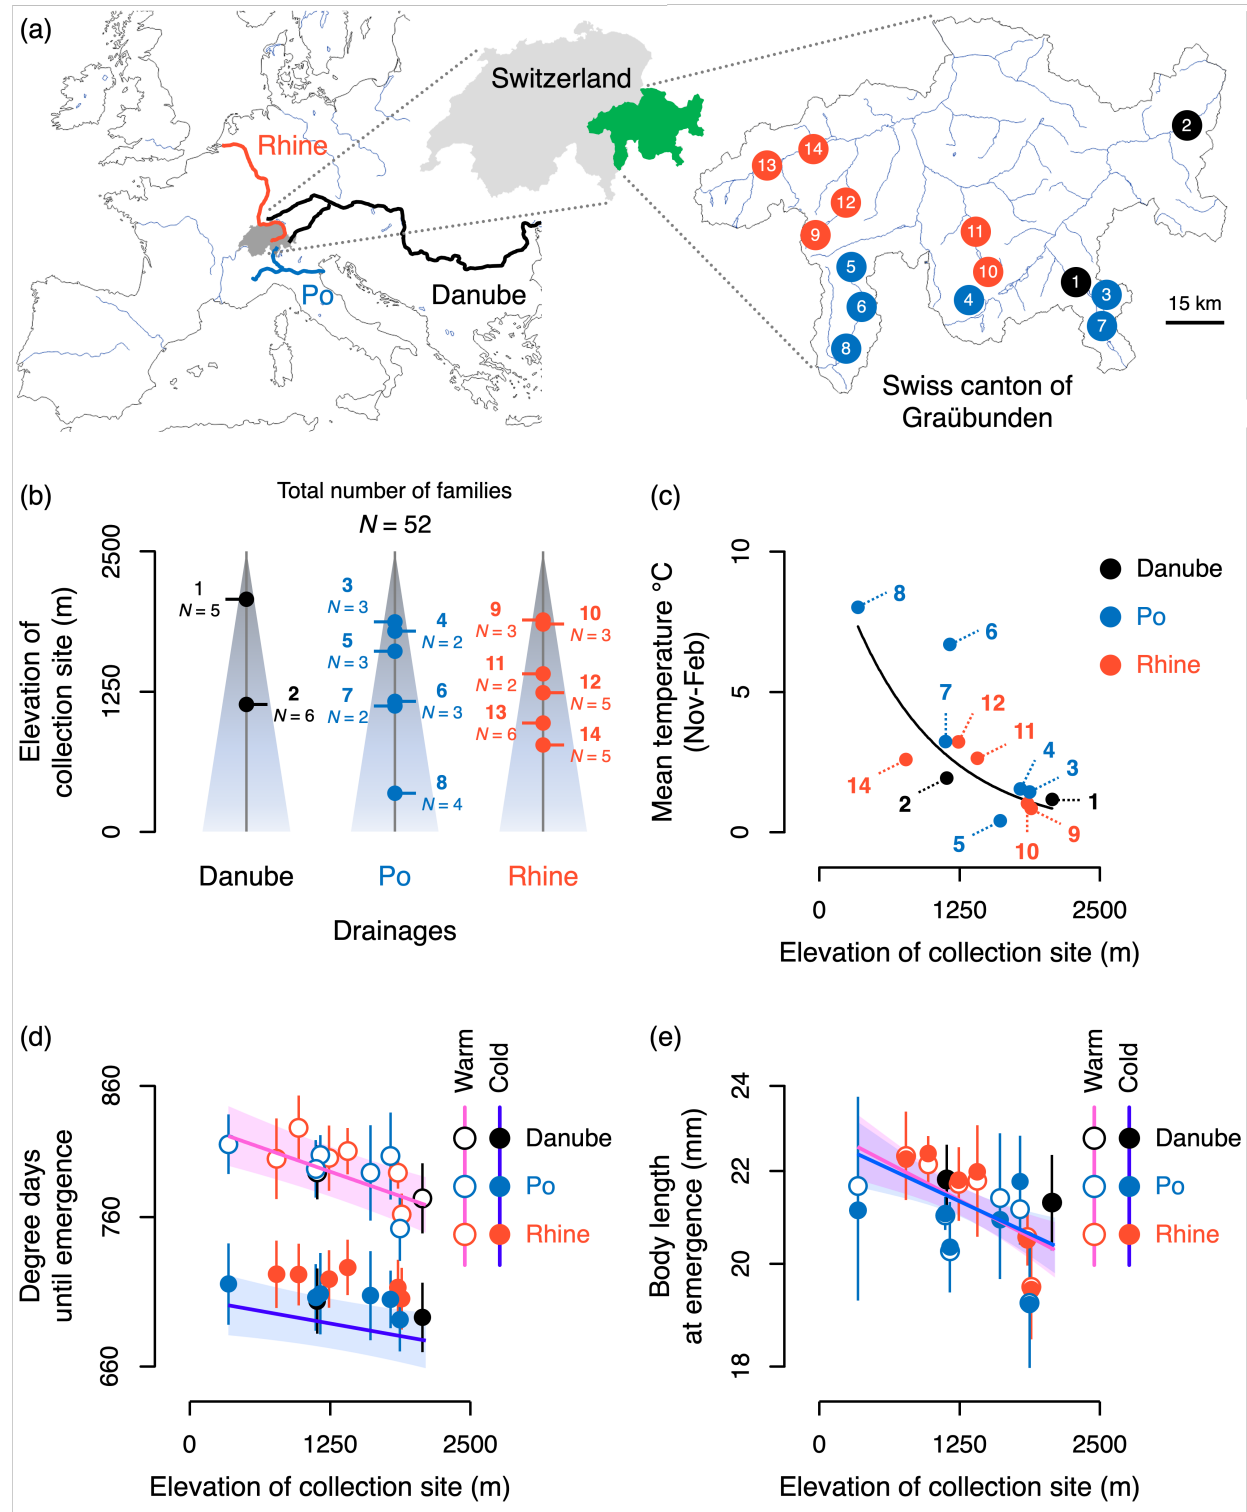 (a)
Switzerland
Rhine
Po
Danube
2
14
13
12
9
11
5
10
1
4
3
6
7
8
15 km
Swiss canton of
Graübunden
(b)
Total number of families
N = 52
Elevation of
collection site (m)
2500
1250
0
1
N = 5
2
N = 6
3
N = 3
4
N = 2
5
N = 3
6
N = 3
7
N = 2
8
N = 4
9
N = 3
10
N = 3
11
N = 2
12
N = 5
13
N = 6
14
N = 5
Danube
Po
Rhine
Drainages
(c)
Mean temperature °C
(Nov-Feb)
10
5
0
8
6
7
12
11
14
2
4
3
1
5
10
9
Danube
Po
Rhine
0
1250
2500
Elevation of collection site (m)
(d)
Degree days
until emergence
860
760
660
Warm
Cold
Danube
Po
Rhine
0
1250
2500
Elevation of collection site (m)
(e)
Body length
at emergence (mm)
24
22
20
18
Warm
Cold
Danube
Po
Rhine
0
1250
2500
Elevation of collection site (m)